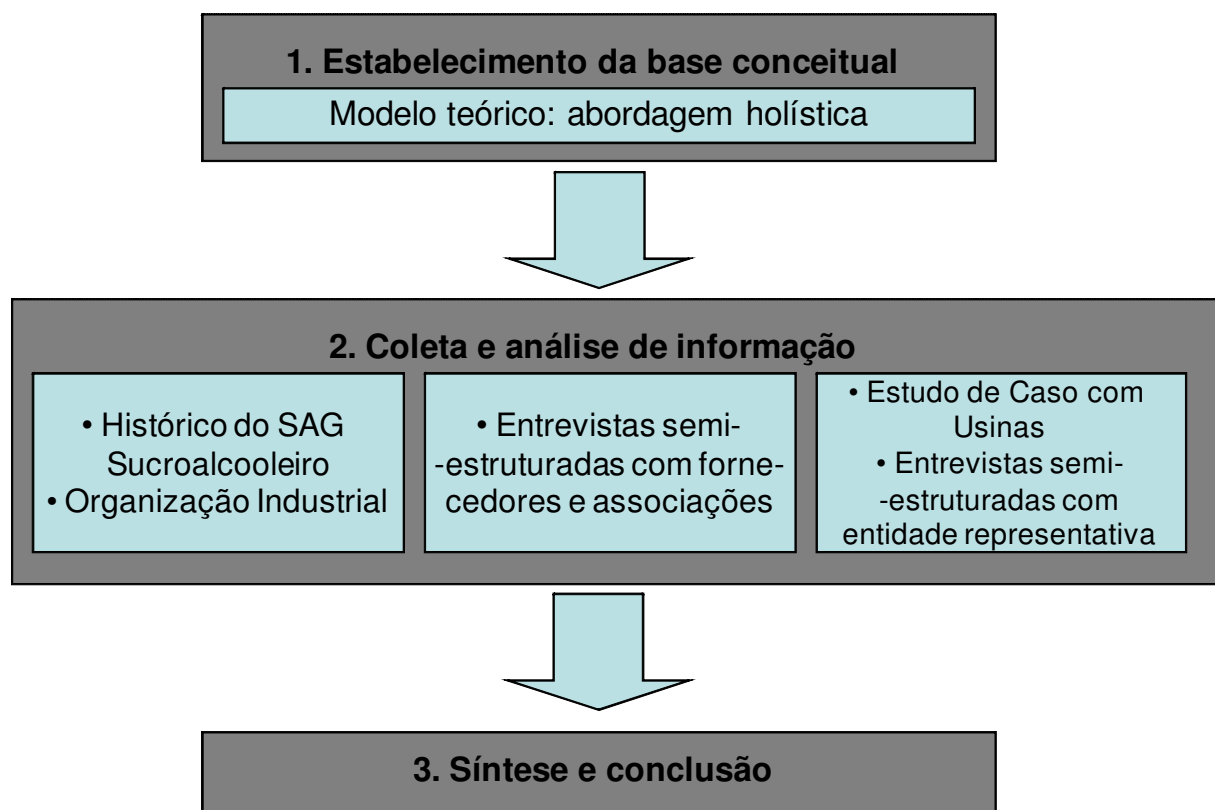 1. Estabelecimento da base conceitual
Modelo teórico: abordagem holística
2. Coleta e análise de informação
• Histórico do SAG
Sucroalcooleiro
• Organização Industrial
• Entrevistas semi-
-estruturadas com forne-
cedores e associações
• Estudo de Caso com
Usinas
• Entrevistas semi-
-estruturadas com
entidade representativa
3. Síntese e conclusão